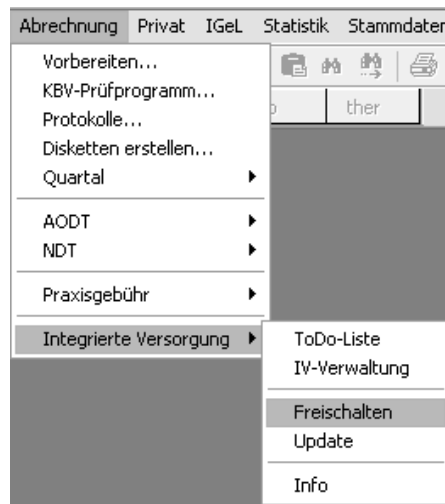 Abrechnung Privat IGeL Statistik Stammdaten
Vorbereiten...
KBV-Prüfprogramm...
Protokolle...
ther
Disketten erstellen...
Quartal
AODT
NDT
Praxisgebühr
Integrierte Versorgung
ToDo-Liste
IV-Verwaltung
Freischalten
Update
Info